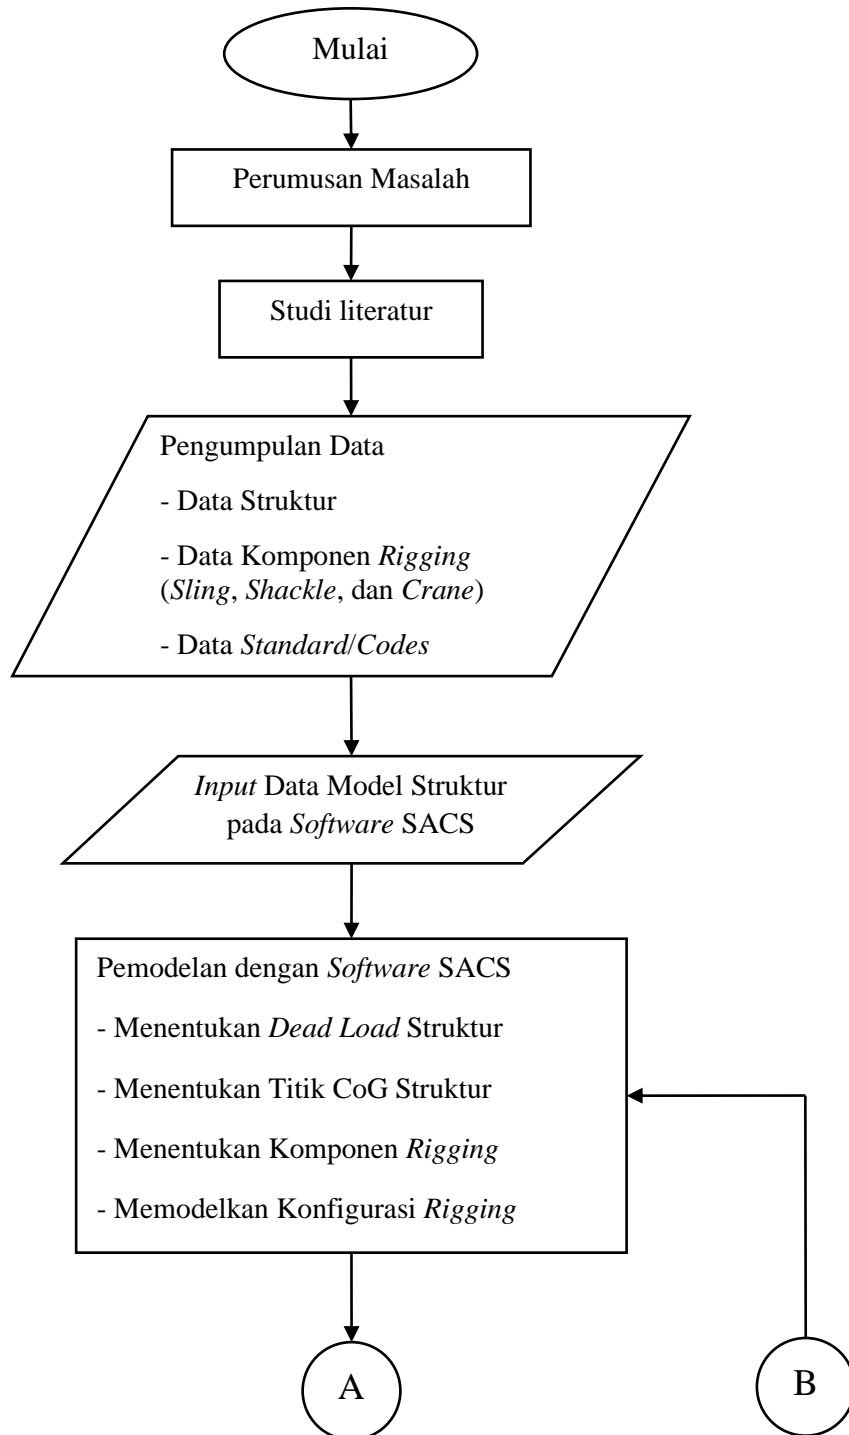 Mulai
Perumusan Masalah
Studi literatur
Pengumpulan Data
- Data Struktur
- Data Komponen Rigging
(Sling, Shackle, dan Crane)
- Data Standard/Codes
Input Data Model Struktur
pada Software SACS
Pemodelan dengan Software SACS
- Menentukan Dead Load Struktur
- Menentukan Titik CoG Struktur
- Menentukan Komponen Rigging
- Memodelkan Konfigurasi Rigging
A
B